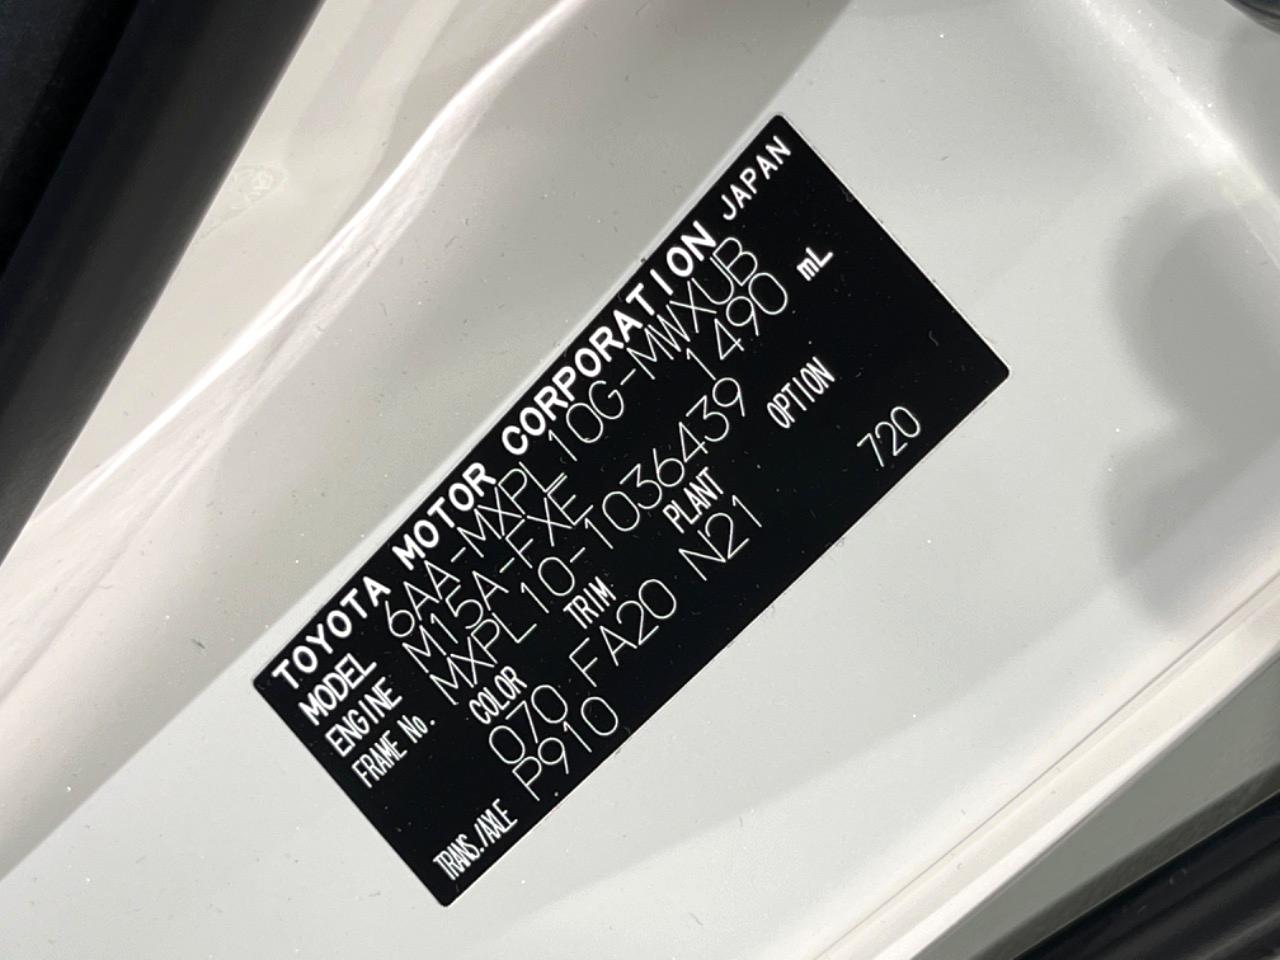 TOYOTA MOTOR CORPORATION JAPAN
MODEL 6AA-MXPL10G-MWXUB
ENGINE M15A-FXE 1490 mL
FRAME No. MXPL10-1036439
COLOR TRIM PLANT OPTION
070 FA20 N21 720
TRANS./AXLE P910